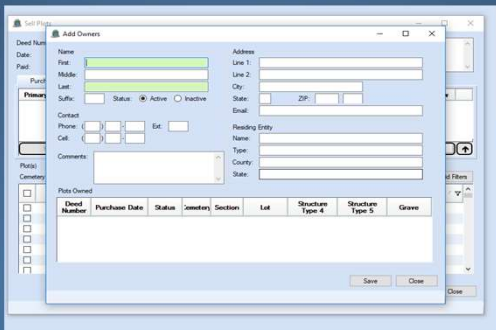 Sell Plots
Add Owners
Deed Num
Date:
Paid:
Purch
Primar
Plot(s)
Cemetery
Name
First:
Middle:
Last:
Suffix: Status: Active Inactive
Contact
Phone: ( ) - Ext:
Cell: ( ) -
Comments:
Address
Line 1:
Line 2:
City:
State: ZIP: -
Email:
Residing Entity
Name:
Type:
County:
State:
Plots Owned
Deed Number Purchase Date Status Cemetery Section Lot Structure Type 4 Structure Type 5 Grave
Save Close
d Filters
Close